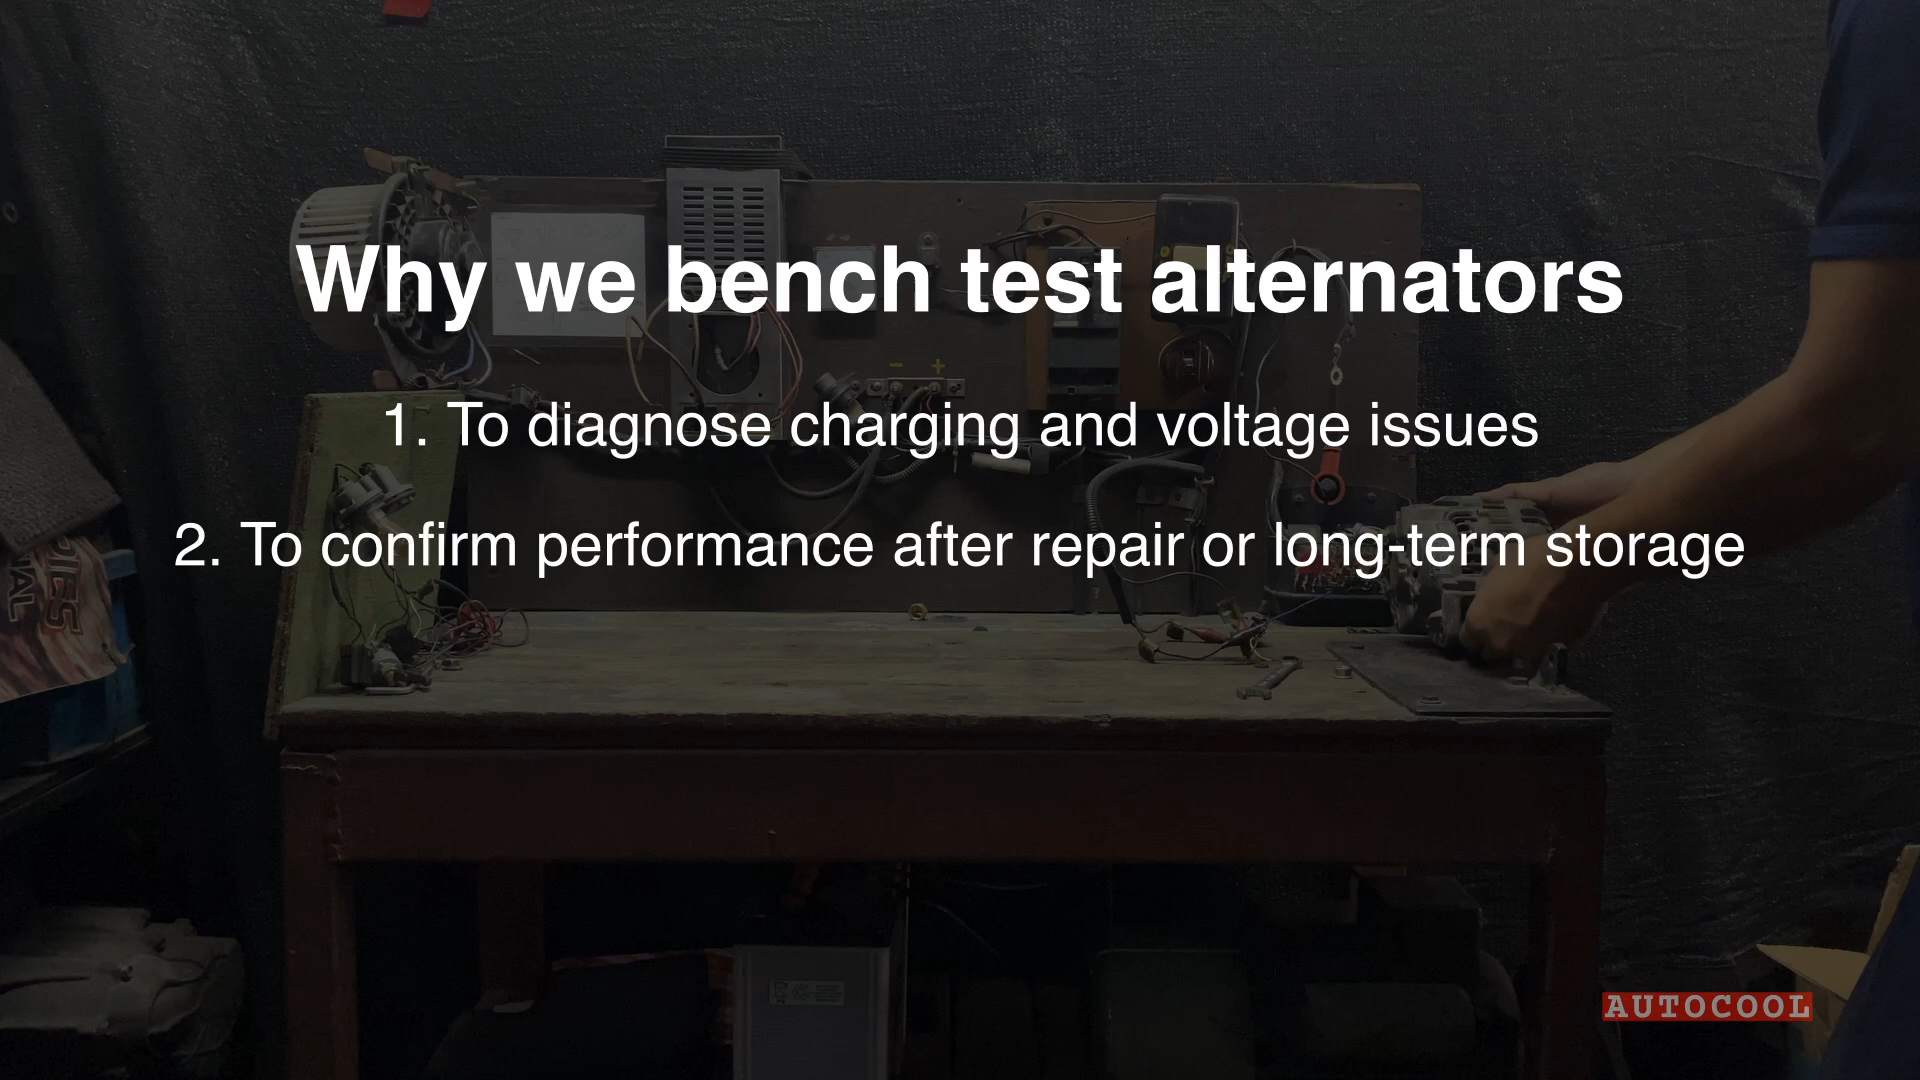 Why we bench test alternators
1. To diagnose charging and voltage issues
2. To confirm performance after repair or long-term storage
- +
AUTOCOOL